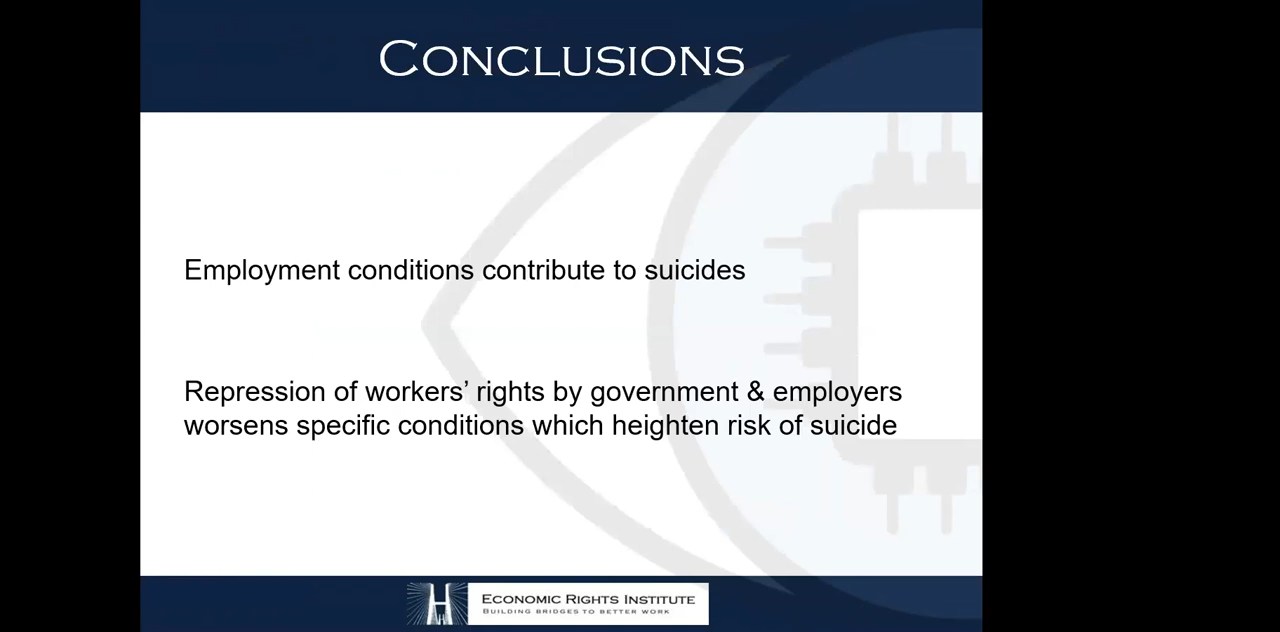 CONCLUSIONS
Employment conditions contribute to suicides
Repression of workers’ rights by government & employers
worsens specific conditions which heighten risk of suicide
ECONOMIC RIGHTS INSTITUTE
BUILDING BRIDGES TO BETTER WORK